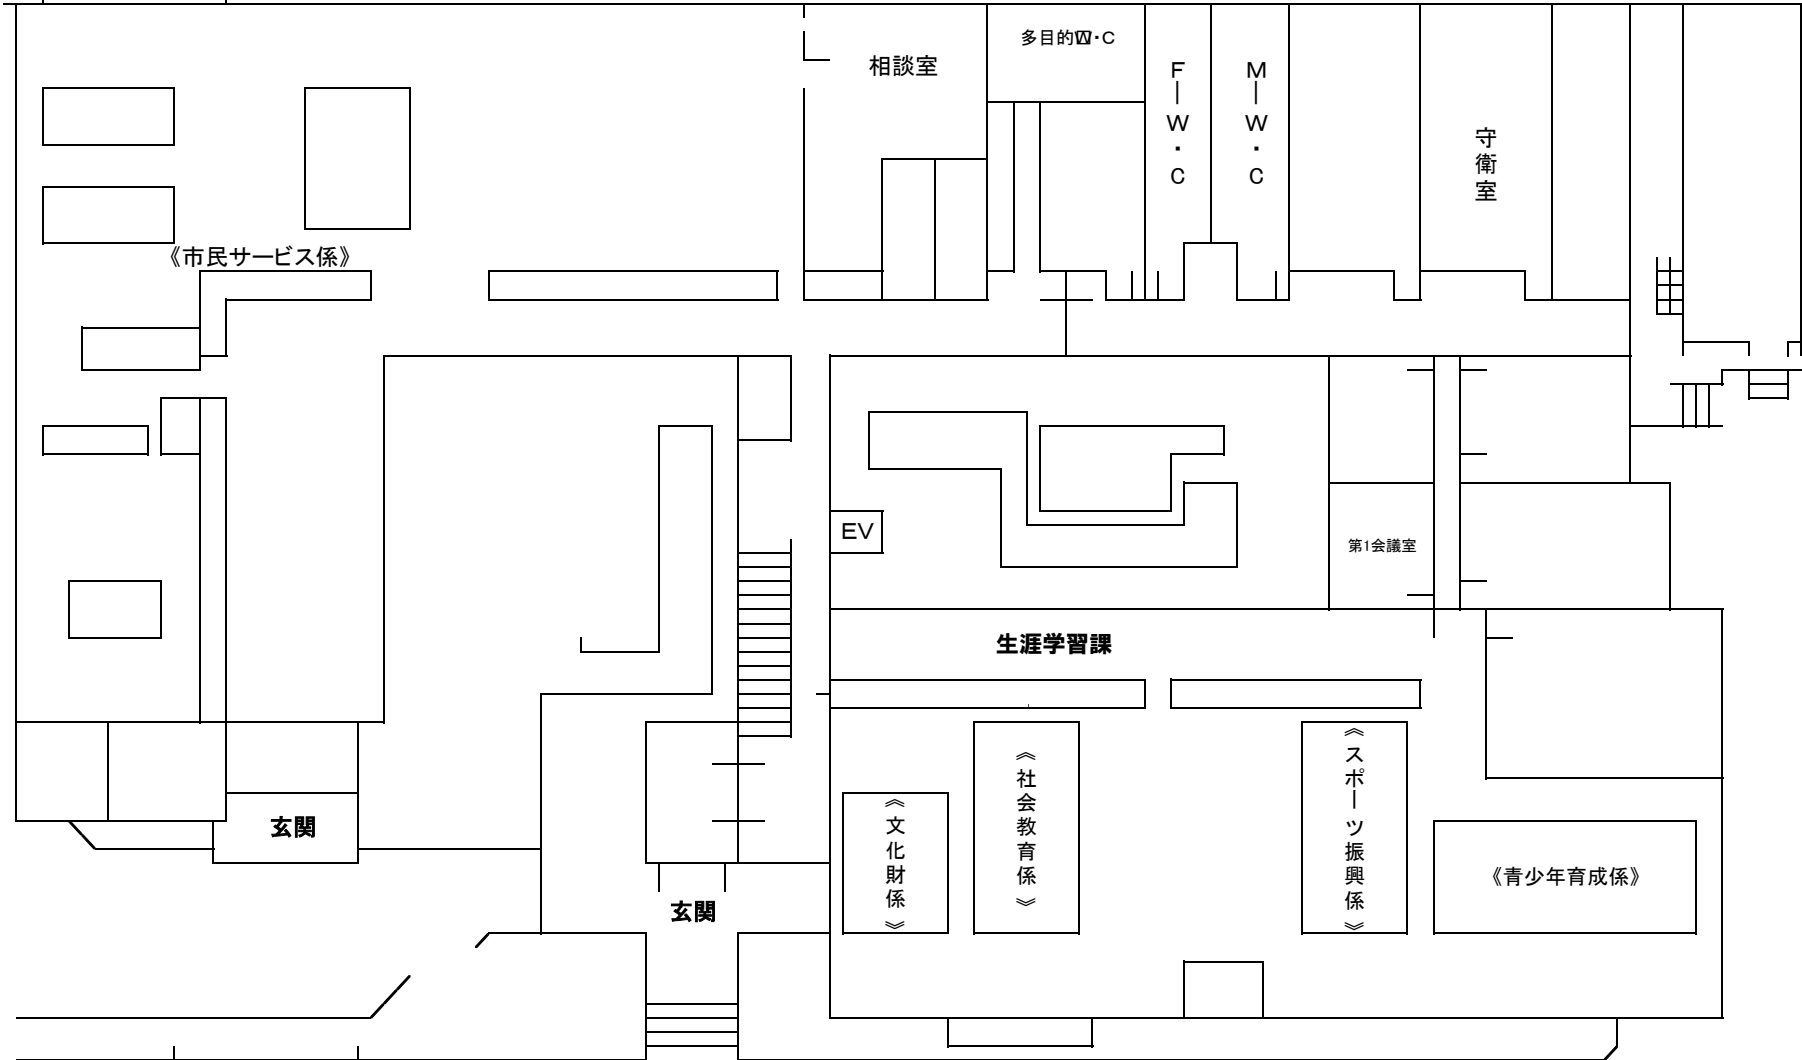 多目的W・C
相談室
F｜W・C
M｜W・C
守衛室
《市民サービス係》
EV
第1会議室
生涯学習課
《社会教育係》
《スポーツ振興係》
《文化財係》
玄関
《青少年育成係》
玄関